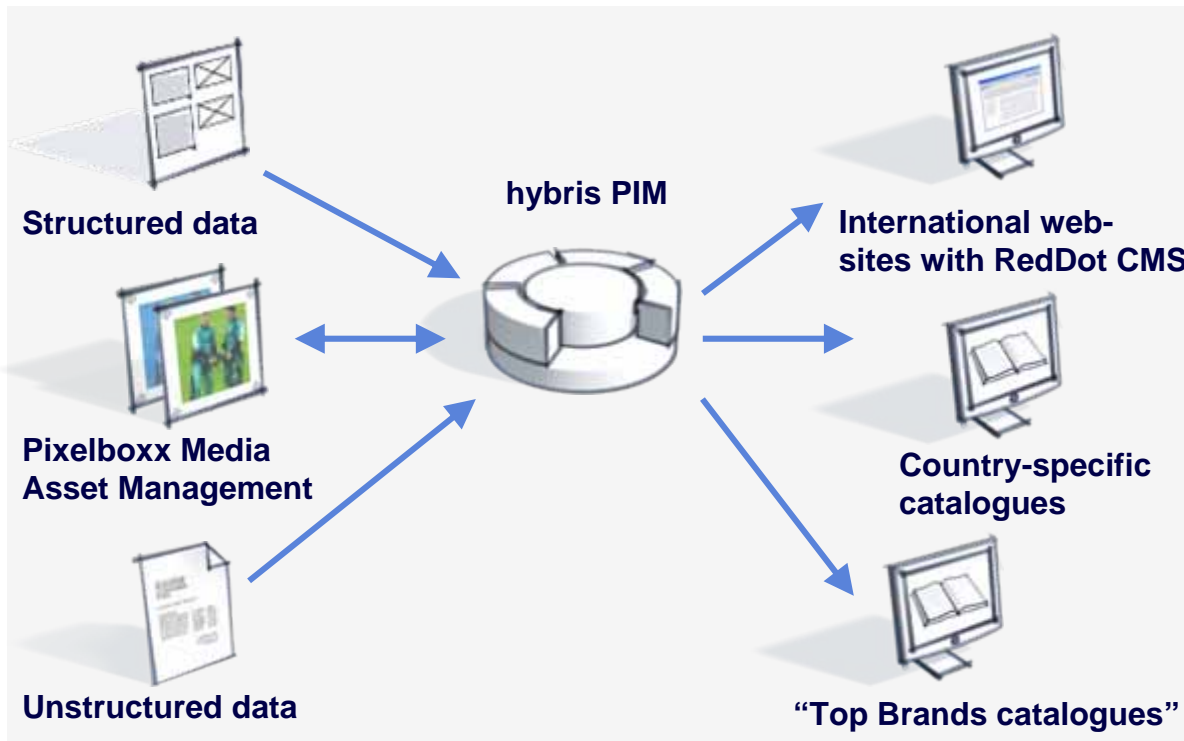 hybris PIM
Structured data
International web-
sites with RedDot CMS
Pixelboxx Media
Asset Management
Country-specific
catalogues
Unstructured data
“Top Brands catalogues”